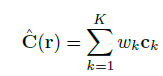 Ĉ(r) = ∑_{k=1}^{K} w_k c_k